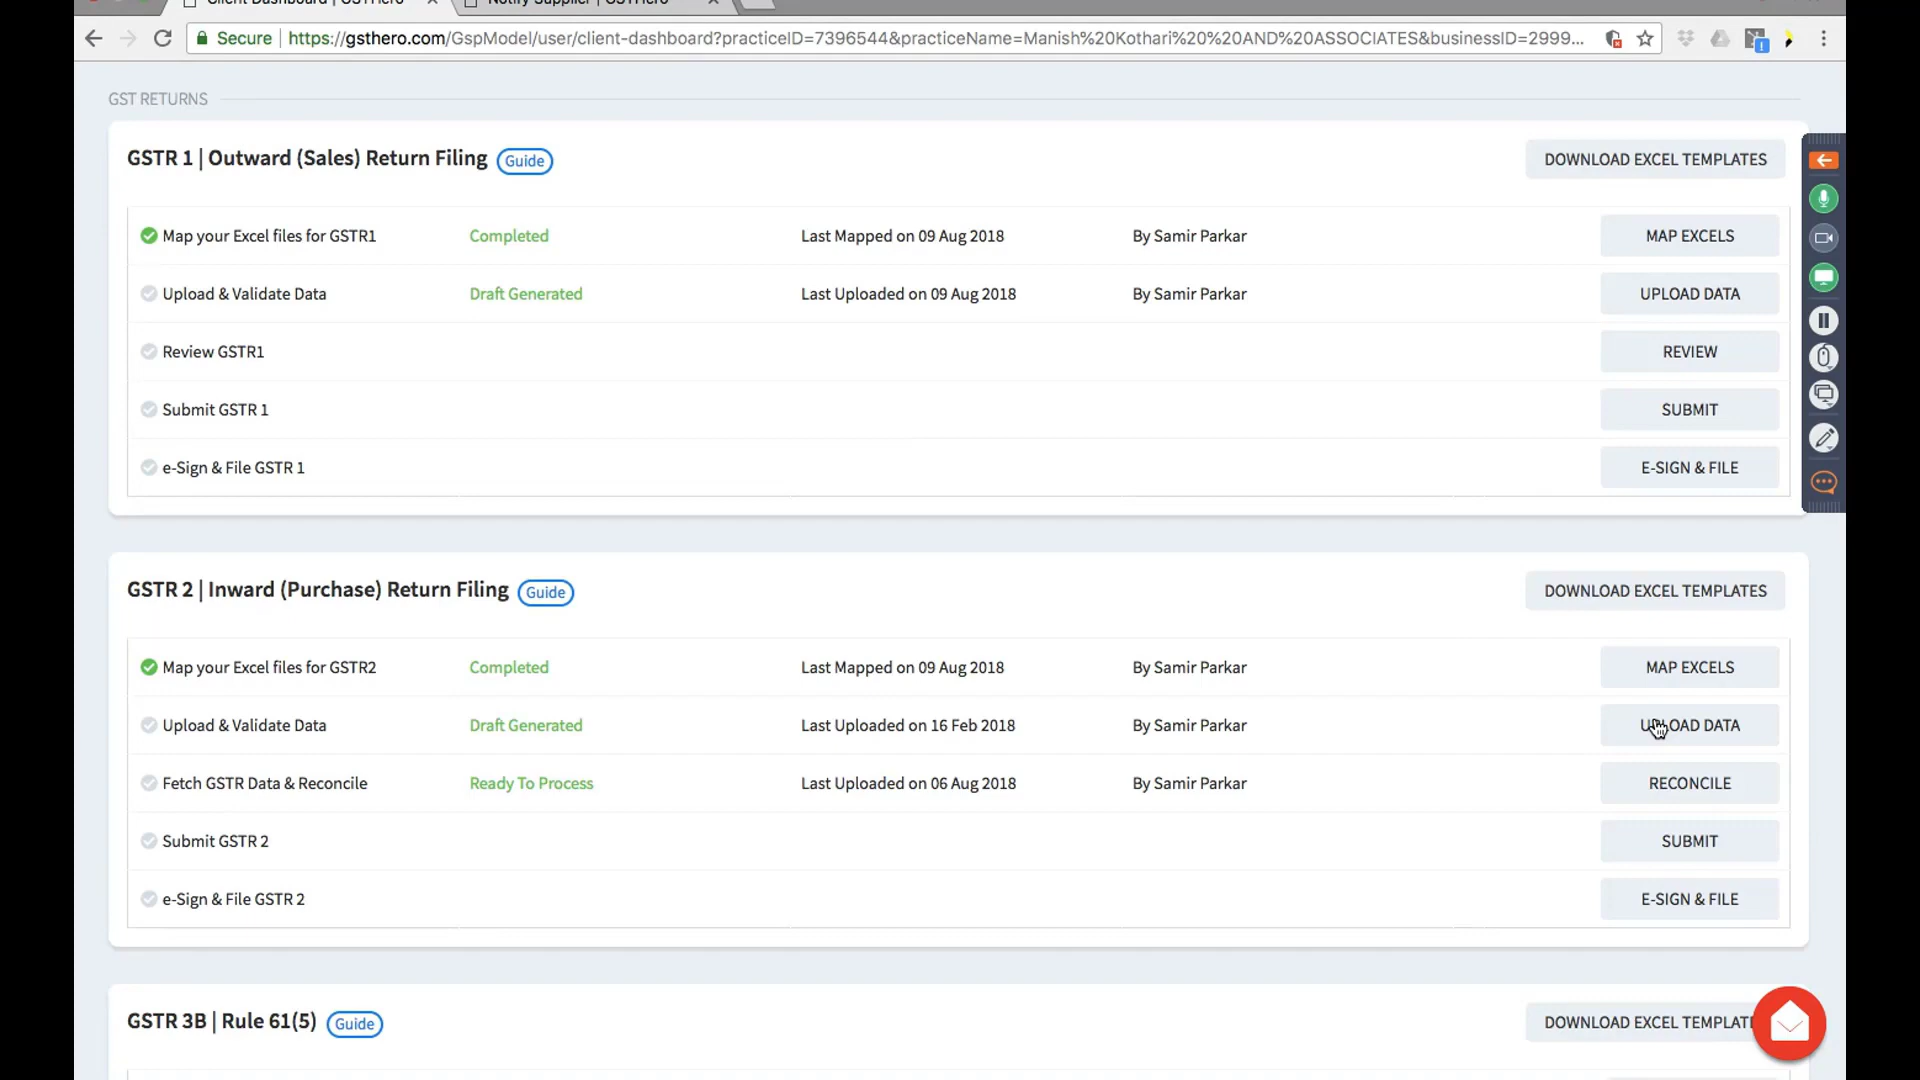 Client Dashboard | GSTHero
Notify Supplier | GSTHero
Secure | https://gsthero.com/GspModel/user/client-dashboard?practiceID=7396544&practiceName=Manish%20Kothari%20%20AND%20ASSOCIATES&businessID=2999...
GST RETURNS
GSTR 1 | Outward (Sales) Return Filing Guide DOWNLOAD EXCEL TEMPLATES
Map your Excel files for GSTR1 Completed Last Mapped on 09 Aug 2018 By Samir Parkar MAP EXCELS
Upload & Validate Data Draft Generated Last Uploaded on 09 Aug 2018 By Samir Parkar UPLOAD DATA
Review GSTR1 REVIEW
Submit GSTR 1 SUBMIT
e-Sign & File GSTR 1 E-SIGN & FILE
GSTR 2 | Inward (Purchase) Return Filing Guide DOWNLOAD EXCEL TEMPLATES
Map your Excel files for GSTR2 Completed Last Mapped on 09 Aug 2018 By Samir Parkar MAP EXCELS
Upload & Validate Data Draft Generated Last Uploaded on 16 Feb 2018 By Samir Parkar UPLOAD DATA
Fetch GSTR Data & Reconcile Ready To Process Last Uploaded on 06 Aug 2018 By Samir Parkar RECONCILE
Submit GSTR 2 SUBMIT
e-Sign & File GSTR 2 E-SIGN & FILE
GSTR 3B | Rule 61(5) Guide DOWNLOAD EXCEL TEMPLAT